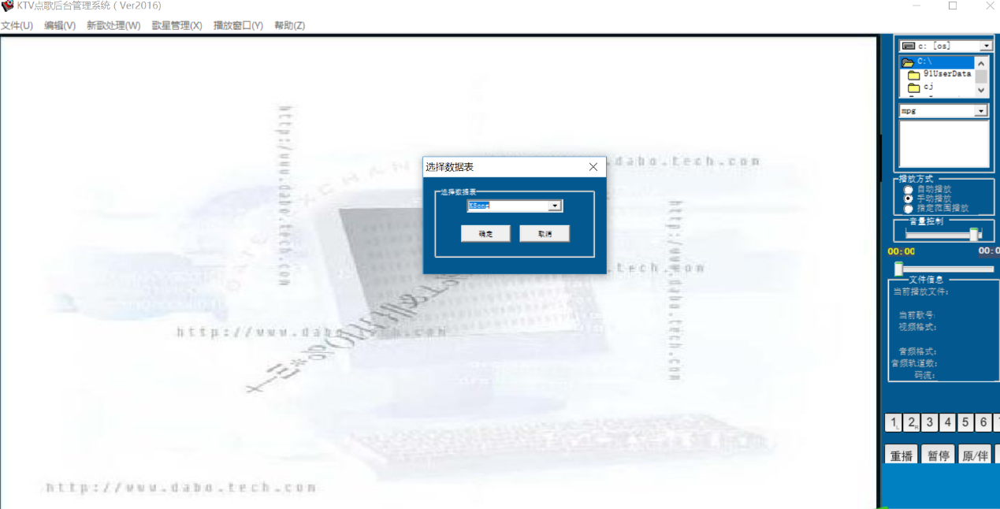 KTV点歌后台管理系统 ( Ver2016)
文件(U) 编辑(V) 新歌处理(W) 歌星管理(X) 播放窗口(Y) 帮助(Z)
c: [os]
C:\
91UserData
cj
mpg
播放方式
自动播放
手动播放
指定范围播放
音量控制
00:00 00:0
文件信息
当前播放文件:
当前歌号:
视频格式:
音频格式:
音频轨道数:
码流:
1L 2R 3 4 5 6
重播 暂停 原/伴
选择数据表
选择数据表
KSong
确定 取消
http://www.dabo.tech.com
dabo.tech.com
http://www.dabo.tech.com
.tech.com
http://www.dabo.tech.com
http://www.dabo.tech.com